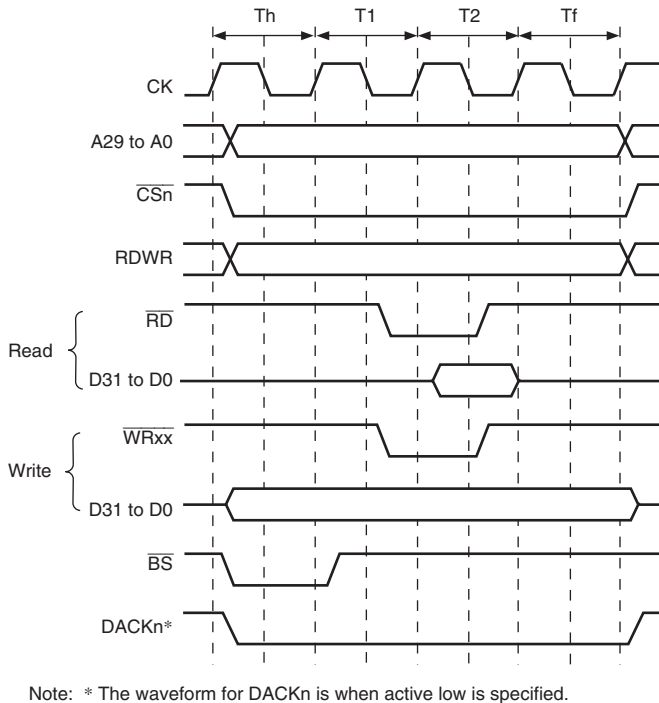 Th T1 T2 Tf
CK
A29 to A0
CSn
RDWR
RD
Read
D31 to D0
WRxx
Write
D31 to D0
BS
DACKn*
Note: * The waveform for DACKn is when active low is specified.